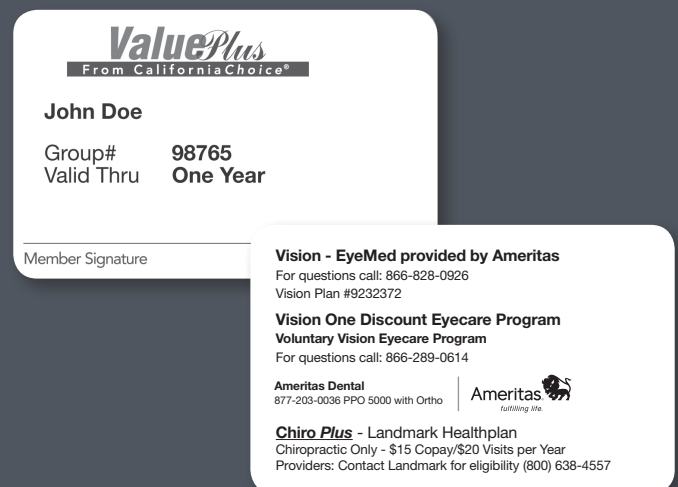 ValuePlus
From CaliforniaChoice®
John Doe
Group# 98765
Valid Thru One Year
Member Signature
Vision - EyeMed provided by Ameritas
For questions call: 866-828-0926
Vision Plan #9232372
Vision One Discount Eyecare Program
Voluntary Vision Eyecare Program
For questions call: 866-289-0614
Ameritas Dental
877-203-0036 PPO 5000 with Ortho
Ameritas®
fulfilling life.
Chiro Plus - Landmark Healthplan
Chiropractic Only - $15 Copay/$20 Visits per Year
Providers: Contact Landmark for eligibility (800) 638-4557